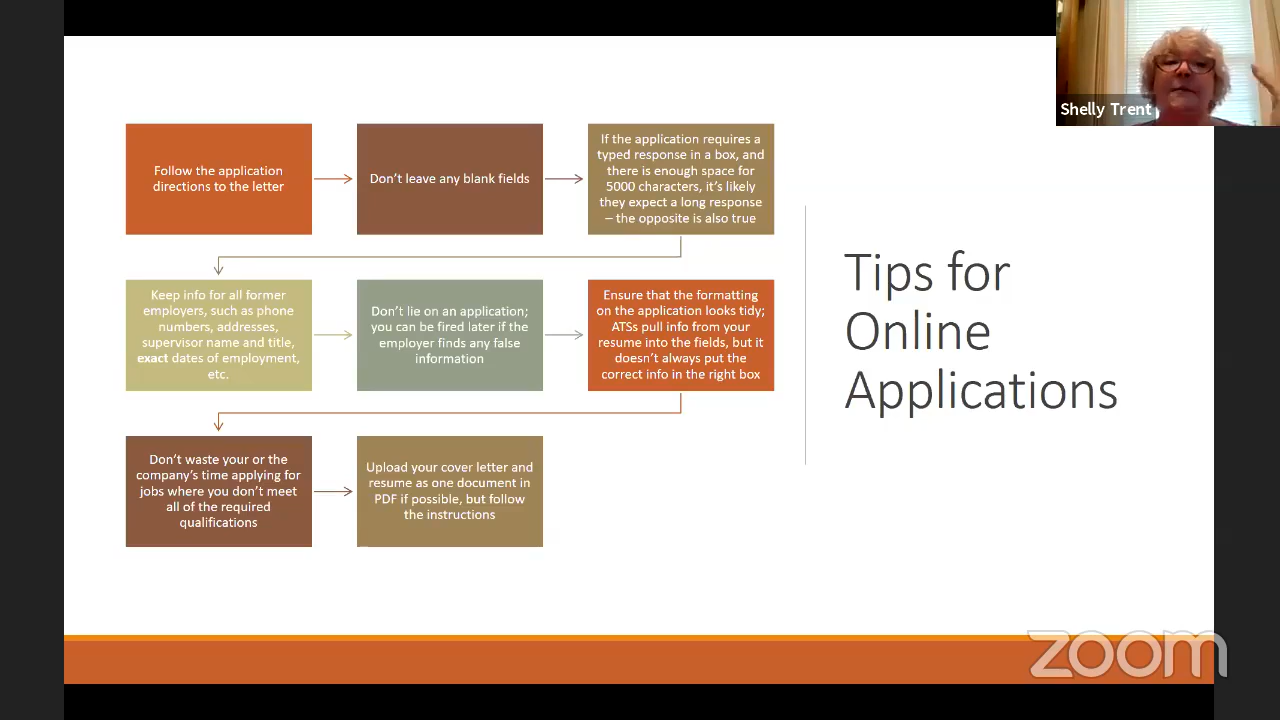 Shelly Trent
Follow the application
directions to the letter
Don't leave any blank fields
If the application requires a
typed response in a box, and
there is enough space for
5000 characters, it's likely
they expect a long response
– the opposite is also true
Keep info for all former
employers, such as phone
numbers, addresses,
supervisor name and title,
exact dates of employment,
etc.
Don't lie on an application;
you can be fired later if the
employer finds any false
information
Ensure that the formatting
on the application looks tidy;
ATSs pull info from your
resume into the fields, but it
doesn't always put the
correct info in the right box
Don't waste your or the
company's time applying for
jobs where you don't meet
all of the required
qualifications
Upload your cover letter and
resume as one document in
PDF if possible, but follow
the instructions
Tips for
Online
Applications
zoom